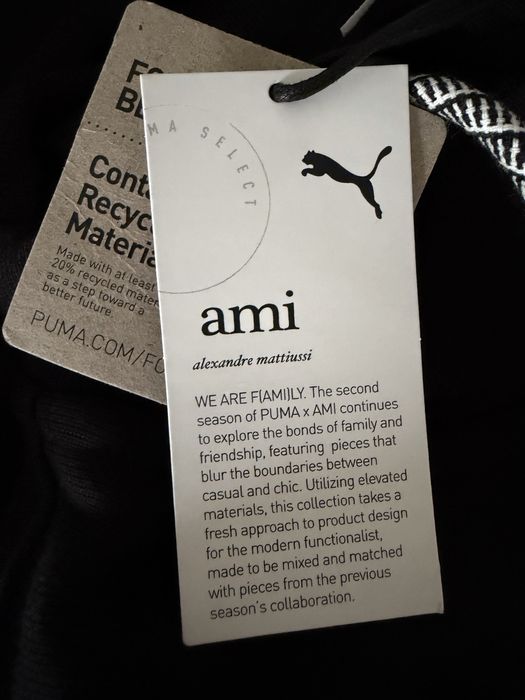 MA SELECT
ami
alexandre mattiussi
WE ARE F(AMI)LY. The second
season of PUMA x AMI continues
to explore the bonds of family and
friendship, featuring pieces that
blur the boundaries between
casual and chic. Utilizing elevated
materials, this collection takes a
fresh approach to product design
for the modern functionalist,
made to be mixed and matched
with pieces from the previous
season's collaboration.
Recyc
Materia
Made with at least
20% recycled mater
as a step toward a
better future.
PUMA.COM/FO